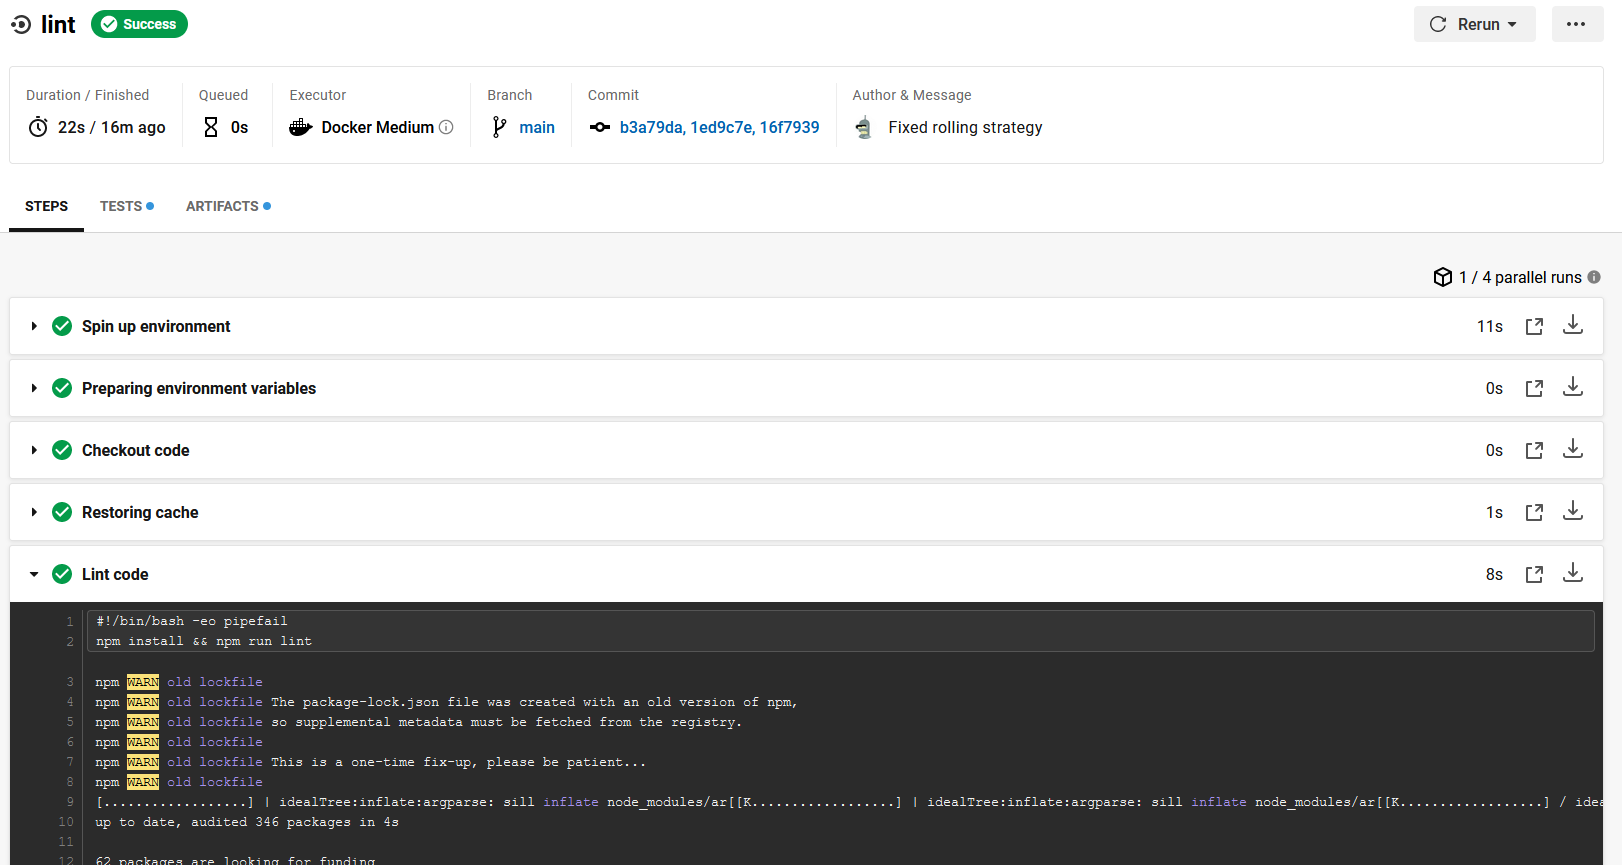 lint Success Rerun
Duration / Finished Queued Executor Branch Commit Author & Message
22s / 16m ago 0s Docker Medium main b3a79da, 1ed9c7e, 16f7939 Fixed rolling strategy
STEPS TESTS ARTIFACTS
1 / 4 parallel runs
Spin up environment 11s
Preparing environment variables 0s
Checkout code 0s
Restoring cache 1s
Lint code 8s
1 #!/bin/bash -eo pipefail
2 npm install && npm run lint
3 npm WARN old lockfile
4 npm WARN old lockfile The package-lock.json file was created with an old version of npm,
5 npm WARN old lockfile so supplemental metadata must be fetched from the registry.
6 npm WARN old lockfile
7 npm WARN old lockfile This is a one-time fix-up, please be patient...
8 npm WARN old lockfile
9 [..................] | idealTree:inflate:argparse: sill inflate node_modules/ar[[K..................] | idealTree:inflate:argparse: sill inflate node_modules/ar[[K..................] / idea
10 up to date, audited 346 packages in 4s
11
12 62 packages are looking for funding